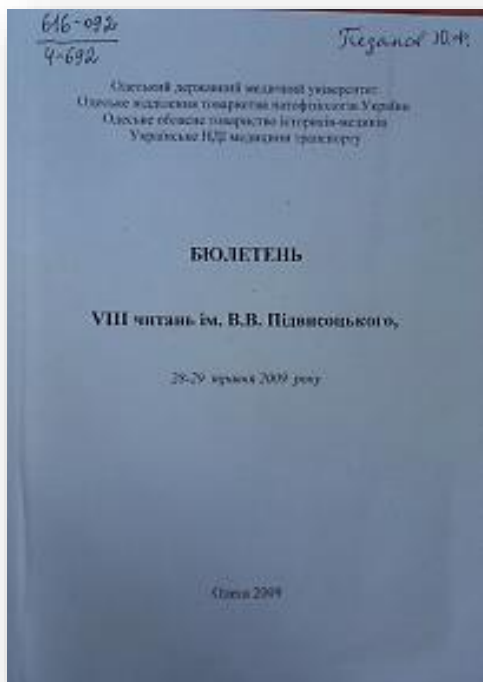 616-092
Ч-692
Одеський державний медичний університет
Одеське відділення товариства патофізіологів України
Одеське обласне товариство істориків-медиків
Українське НДІ медицини транспорту
БЮЛЕТЕНЬ
VIII читань ім. В.В. Підвисоцького,
28-29 2009 року
Одеса 2009